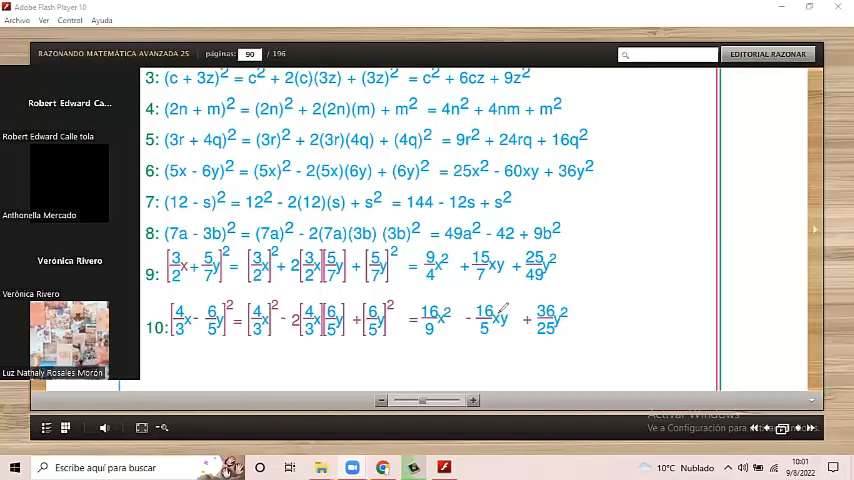 Adobe Flash Player 10
Archivo Ver Control Ayuda
RAZONANDO MATEMÁTICA AVANZADA 2S páginas: 90 / 196 EDITORIAL RAZONAR
3: (c + 3z)² = c² + 2(c)(3z) + (3z)² = c² + 6cz + 9z²
4: (2n + m)² = (2n)² + 2(2n)(m) + m² = 4n² + 4nm + m²
5: (3r + 4q)² = (3r)² + 2(3r)(4q) + (4q)² = 9r² + 24rq + 16q²
6: (5x - 6y)² = (5x)² - 2(5x)(6y) + (6y)² = 25x² - 60xy + 36y²
7: (12 - s)² = 12² - 2(12)(s) + s² = 144 - 12s + s²
8: (7a - 3b)² = (7a)² - 2(7a)(3b) (3b)² = 49a² - 42 + 9b²
9: [3/2x + 5/7y]² = [3/2x]² + 2[3/2x][5/7y] + [5/7y]² = 9/4x² + 15/7xy + 25/49y²
10: [4/3x - 6/5y]² = [4/3x]² - 2[4/3x][6/5y] + [6/5y]² = 16/9x² - 16/5xy + 36/25y²
Robert Edward Ca...
Robert Edward Calle tola
Anthonella Mercado
Verónica Rivero
Verónica Rivero
Luz Nathaly Rosales Morón
Activar Windows
Ve a Configuración para activar Windows.
Escribe aquí para buscar
10°C Nublado
10:01
9/8/2022